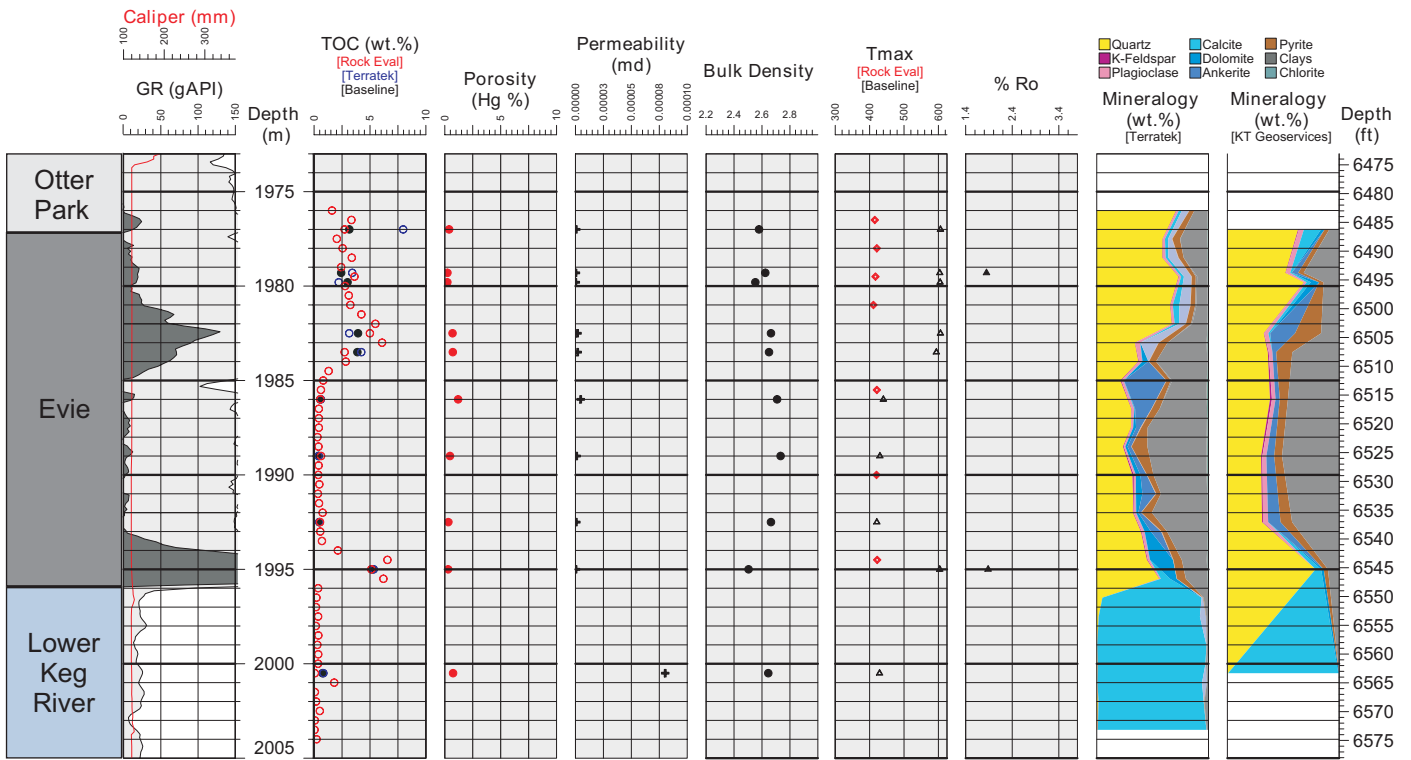 Caliper (mm)
100 200 300
GR (gAPI)
0 50 100 150
Depth
(m)
TOC (wt.%)
[Rock Eval]
[Terratek]
[Baseline]
0 5 10
Porosity
(Hg %)
0 5 10
Permeability
(md)
0.00000 0.00003 0.00005 0.00008 0.00010
Bulk Density
2.2 2.4 2.6 2.8
Tmax
[Rock Eval]
[Baseline]
300 400 500 600
% Ro
1.4 2.4 3.4
Quartz Calcite Pyrite
K-Feldspar Dolomite Clays
Plagioclase Ankerite Chlorite
Mineralogy
(wt.%)
[Terratek]
Mineralogy
(wt.%)
[KT Geoservices]
Depth
(ft)
Otter
Park
Evie
Lower
Keg
River
1975
1980
1985
1990
1995
2000
2005
6475
6480
6485
6490
6495
6500
6505
6510
6515
6520
6525
6530
6535
6540
6545
6550
6555
6560
6565
6570
6575